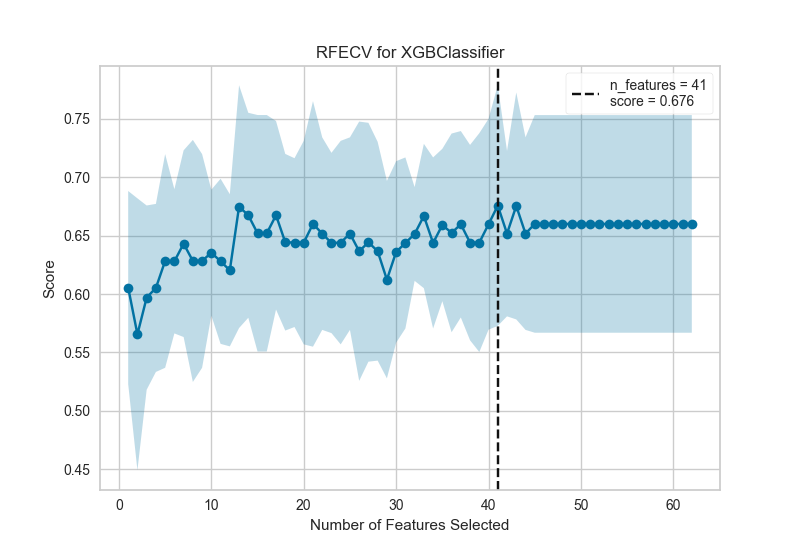 RFECV for XGBClassifier
n_features = 41
score = 0.676
0.75
0.70
0.65
0.60
0.55
0.50
0.45
Score
0 10 20 30 40 50 60
Number of Features Selected